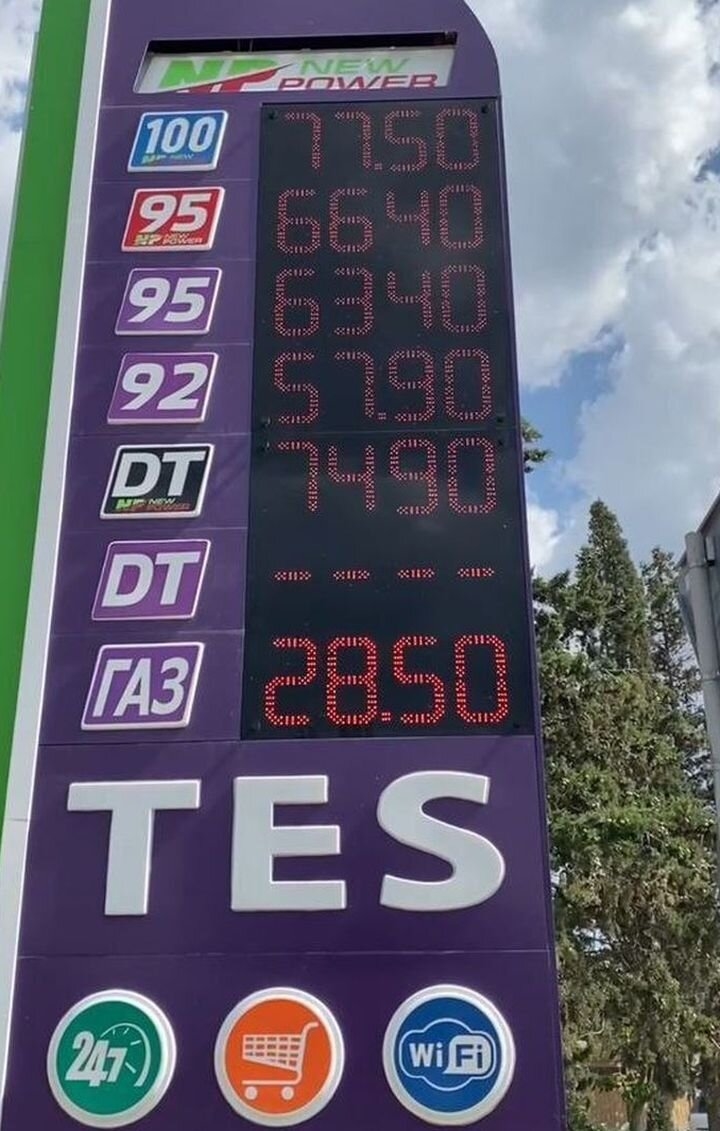 NP NEW POWER
100 NP NEW 77.50
95 NP NEW POWER 66.40
95 63.40
92 57.90
DT NP NEW POWER 74.90
DT - - - -
ГАЗ 28.50
TES
24/7 WiFi